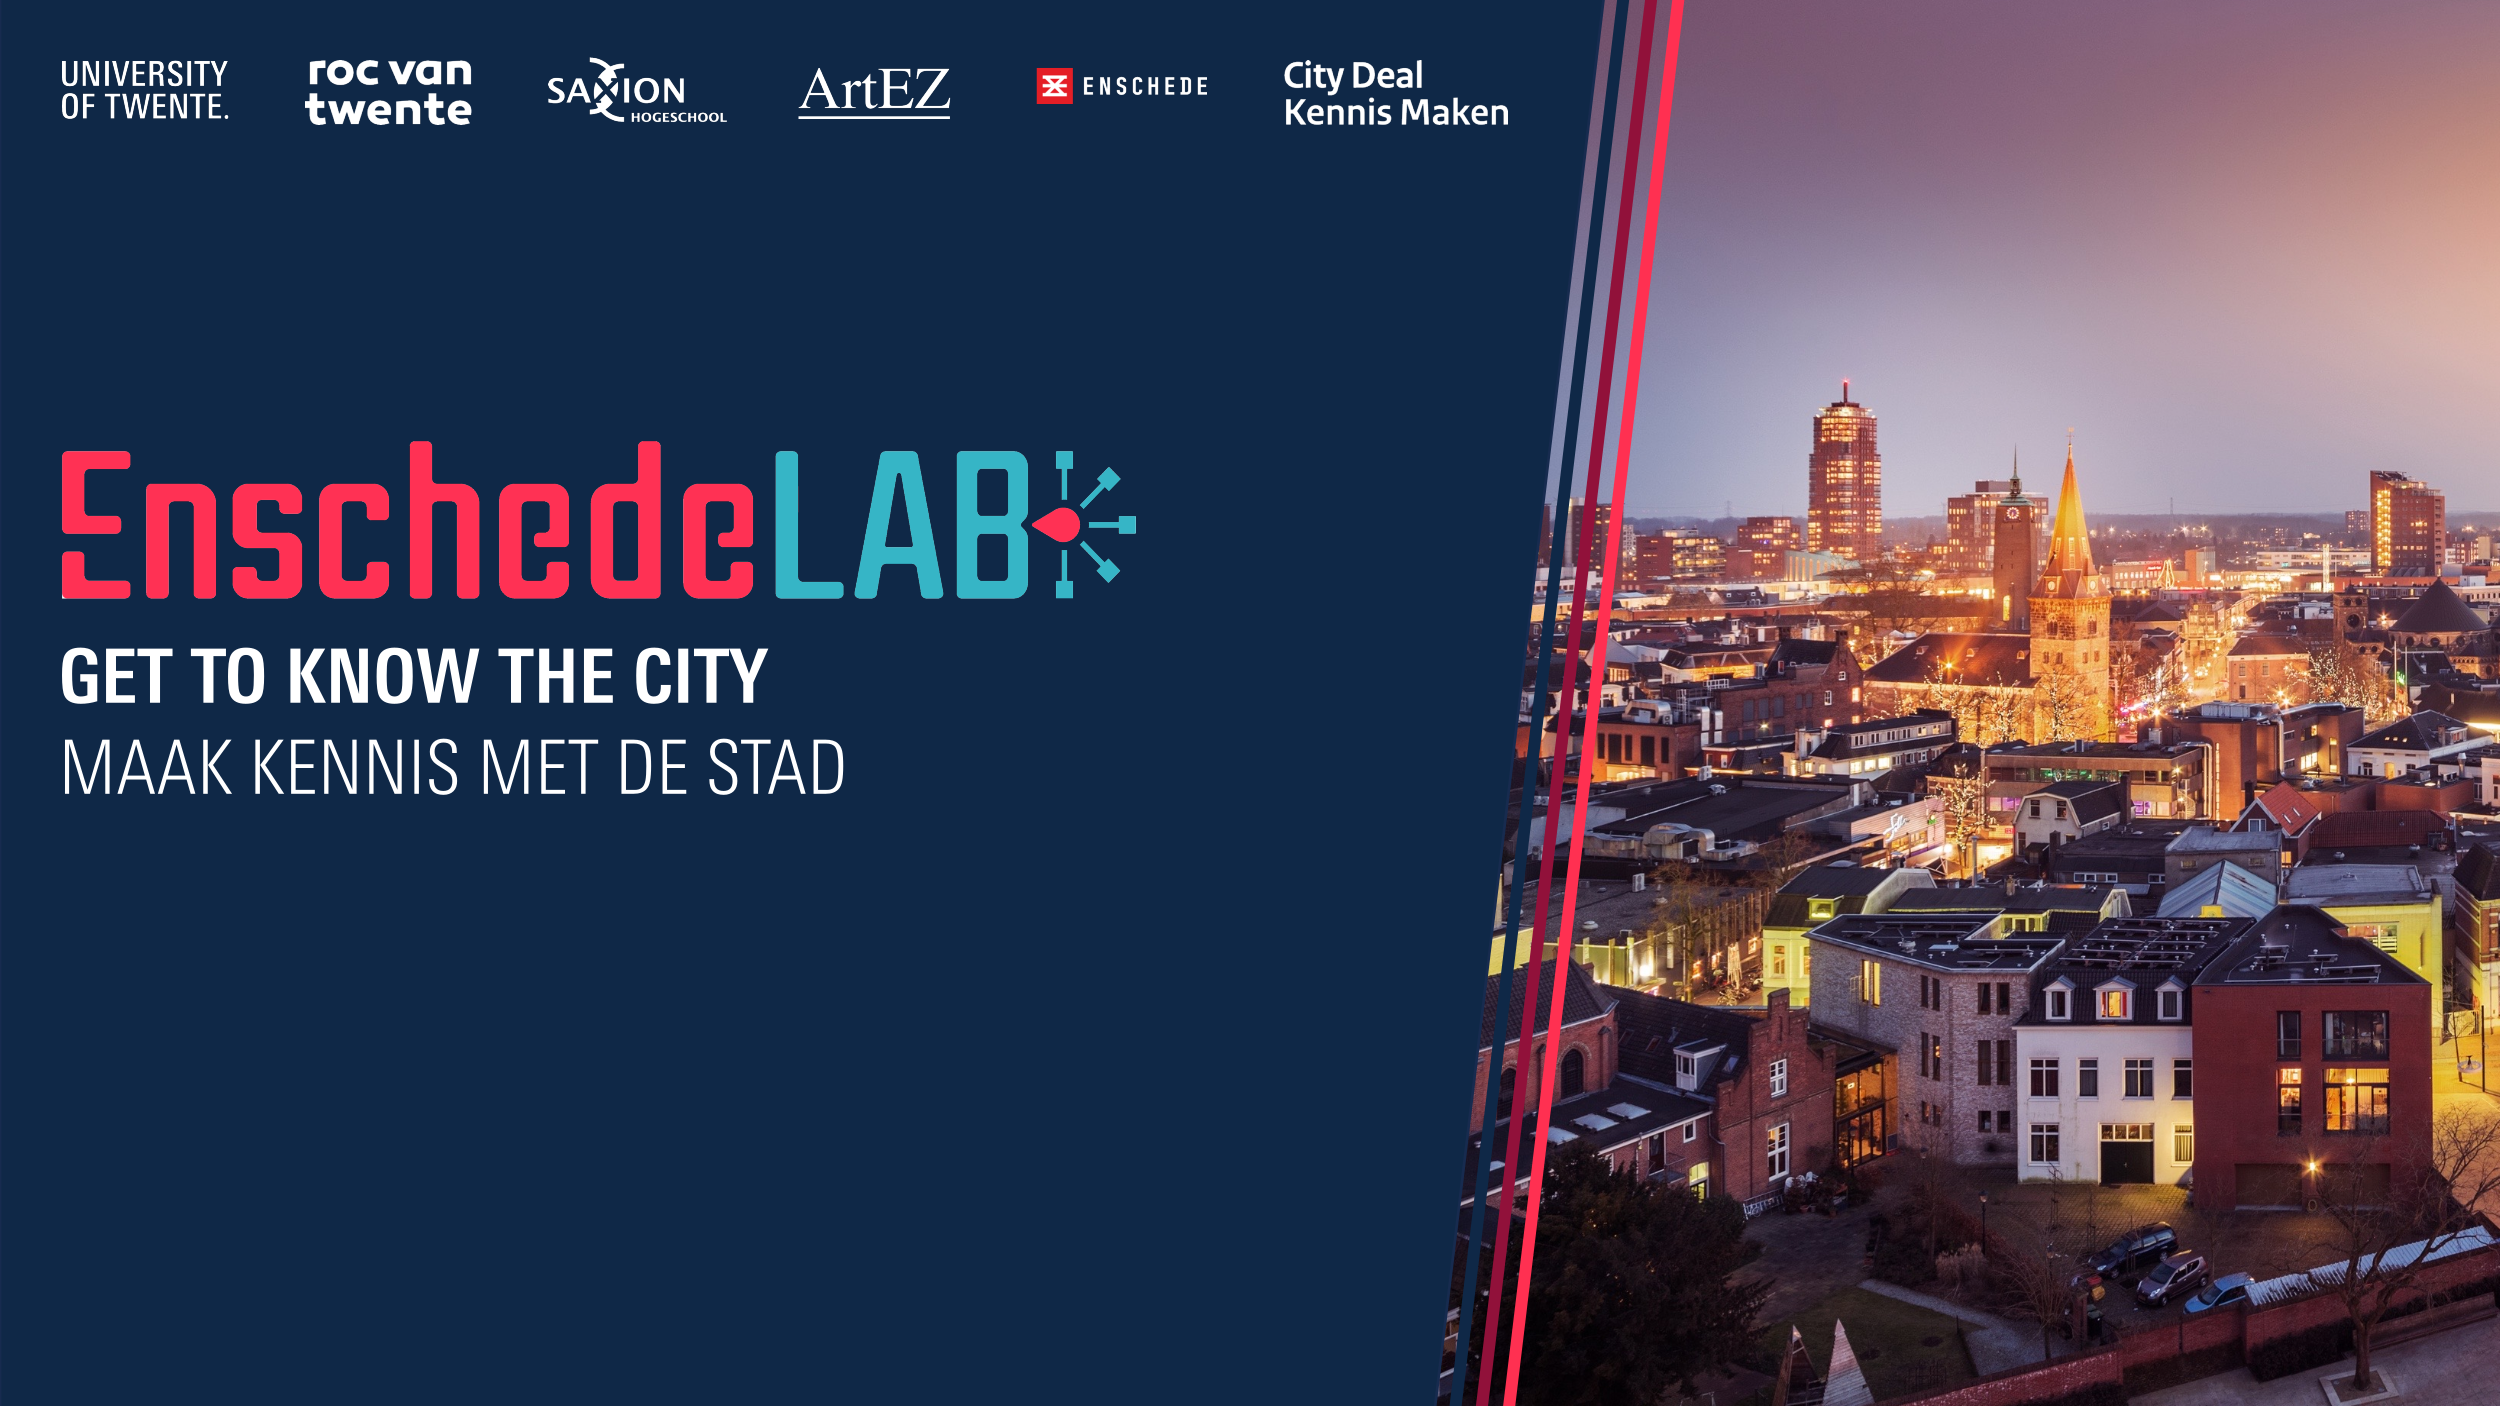 UNIVERSITY
OF TWENTE.
roc van
twente
SAXION
HOGESCHOOL
ArtEZ
ENSCHEDE
City Deal
Kennis Maken
EnschedeLAB
GET TO KNOW THE CITY
MAAK KENNIS MET DE STAD